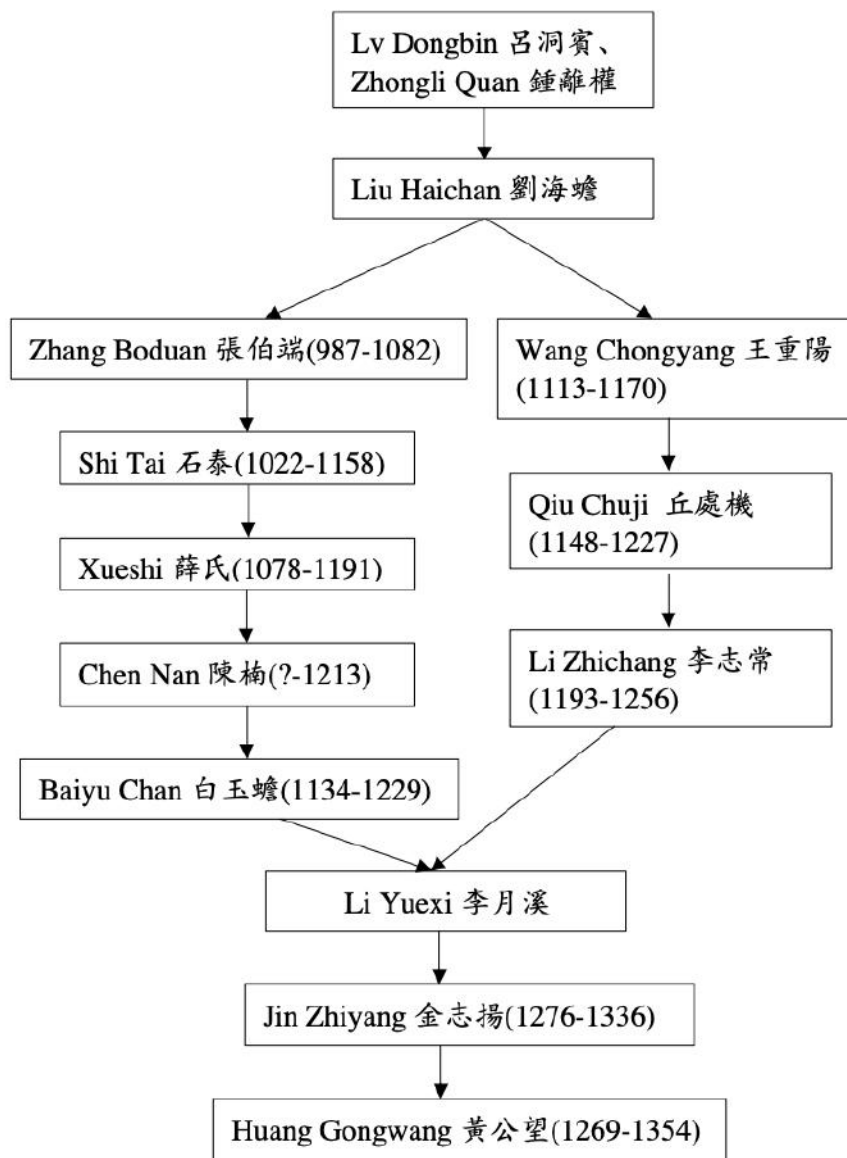 Lv Dongbin 呂洞賓、
Zhongli Quan 鍾離權
Liu Haichan 劉海蟾
Zhang Boduan 張伯端(987-1082)
Wang Chongyang 王重陽
(1113-1170)
Shi Tai 石泰(1022-1158)
Qiu Chuji 丘處機
(1148-1227)
Xueshi 薛氏(1078-1191)
Chen Nan 陳楠(?-1213)
Li Zhichang 李志常
(1193-1256)
Baiyu Chan 白玉蟾(1134-1229)
Li Yuexi 李月溪
Jin Zhiyang 金志揚(1276-1336)
Huang Gongwang 黃公望(1269-1354)